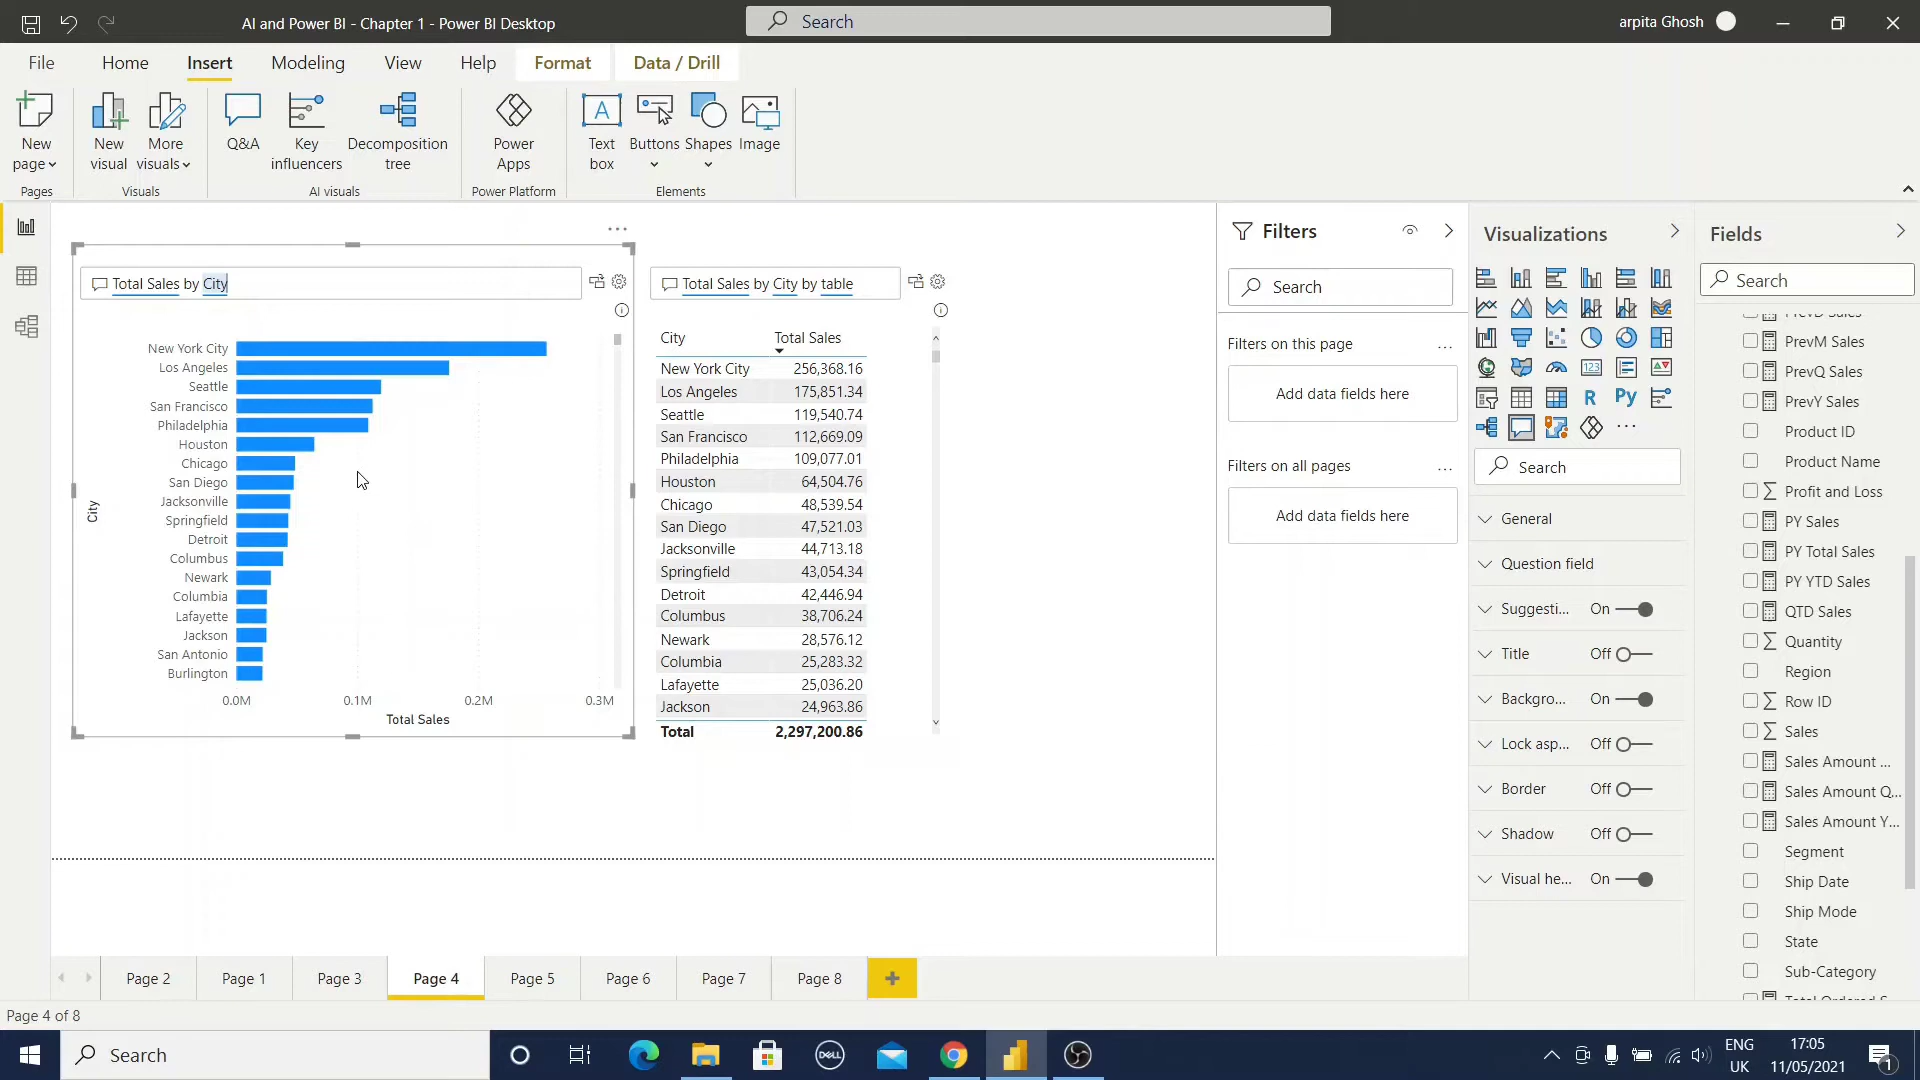 AI and Power BI - Chapter 1 - Power BI Desktop
Search
arpita Ghosh
File
Home
Insert
Modeling
View
Help
Format
Data / Drill
New page
New visual
More visuals
Q&A
Key influencers
Decomposition tree
Power Apps
Text box
Buttons
Shapes
Image
Pages
Visuals
AI visuals
Power Platform
Elements
Total Sales by City
New York City
Los Angeles
Seattle
San Francisco
Philadelphia
Houston
Chicago
San Diego
Jacksonville
Springfield
Detroit
Columbus
Newark
Columbia
Lafayette
Jackson
San Antonio
Burlington
City
0.0M 0.1M 0.2M 0.3M
Total Sales
Total Sales by City by table
City Total Sales
New York City 256,368.16
Los Angeles 175,851.34
Seattle 119,540.74
San Francisco 112,669.09
Philadelphia 109,077.01
Houston 64,504.76
Chicago 48,539.54
San Diego 47,521.03
Jacksonville 44,713.18
Springfield 43,054.34
Detroit 42,446.94
Columbus 38,706.24
Newark 28,576.12
Columbia 25,283.32
Lafayette 25,036.20
Jackson 24,963.86
Total 2,297,200.86
Filters
Search
Filters on this page ...
Add data fields here
Filters on all pages ...
Add data fields here
Visualizations
123
R
Py
...
Search
General
Question field
Suggesti... On
Title Off
Backgro... On
Lock asp... Off
Border Off
Shadow Off
Visual he... On
Fields
Search
PrevD Sales
PrevM Sales
PrevQ Sales
PrevY Sales
Product ID
Product Name
Profit and Loss
PY Sales
PY Total Sales
PY YTD Sales
QTD Sales
Quantity
Region
Row ID
Sales
Sales Amount ...
Sales Amount Q...
Sales Amount Y...
Segment
Ship Date
Ship Mode
State
Sub-Category
Page 2
Page 1
Page 3
Page 4
Page 5
Page 6
Page 7
Page 8
Page 4 of 8
Search
DELL
ENG
UK
17:05
11/05/2021
1